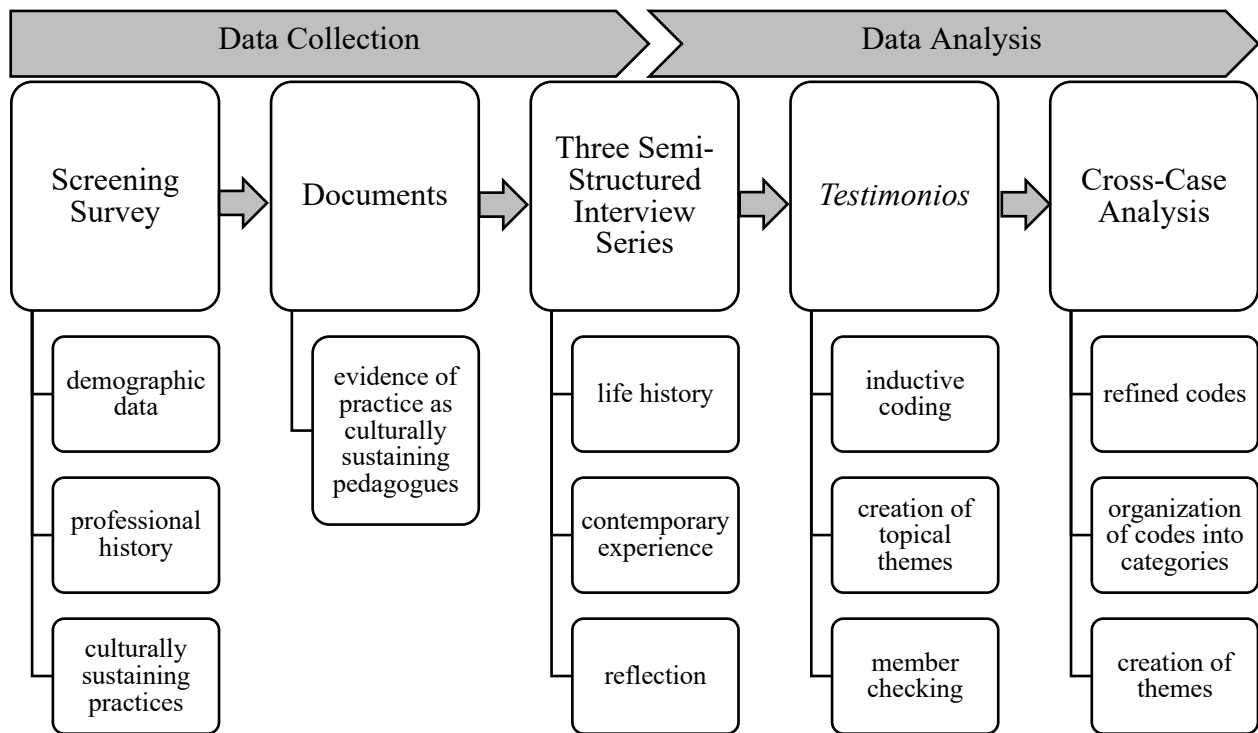 Data Collection
Data Analysis
Screening
Survey
Documents
Three Semi-
Structured
Interview
Series
Testimonios
Cross-Case
Analysis
demographic
data
professional
history
culturally
sustaining
practices
evidence of
practice as
culturally
sustaining
pedagogues
life history
contemporary
experience
reflection
inductive
coding
creation of
topical
themes
member
checking
refined codes
organization
of codes into
categories
creation of
themes